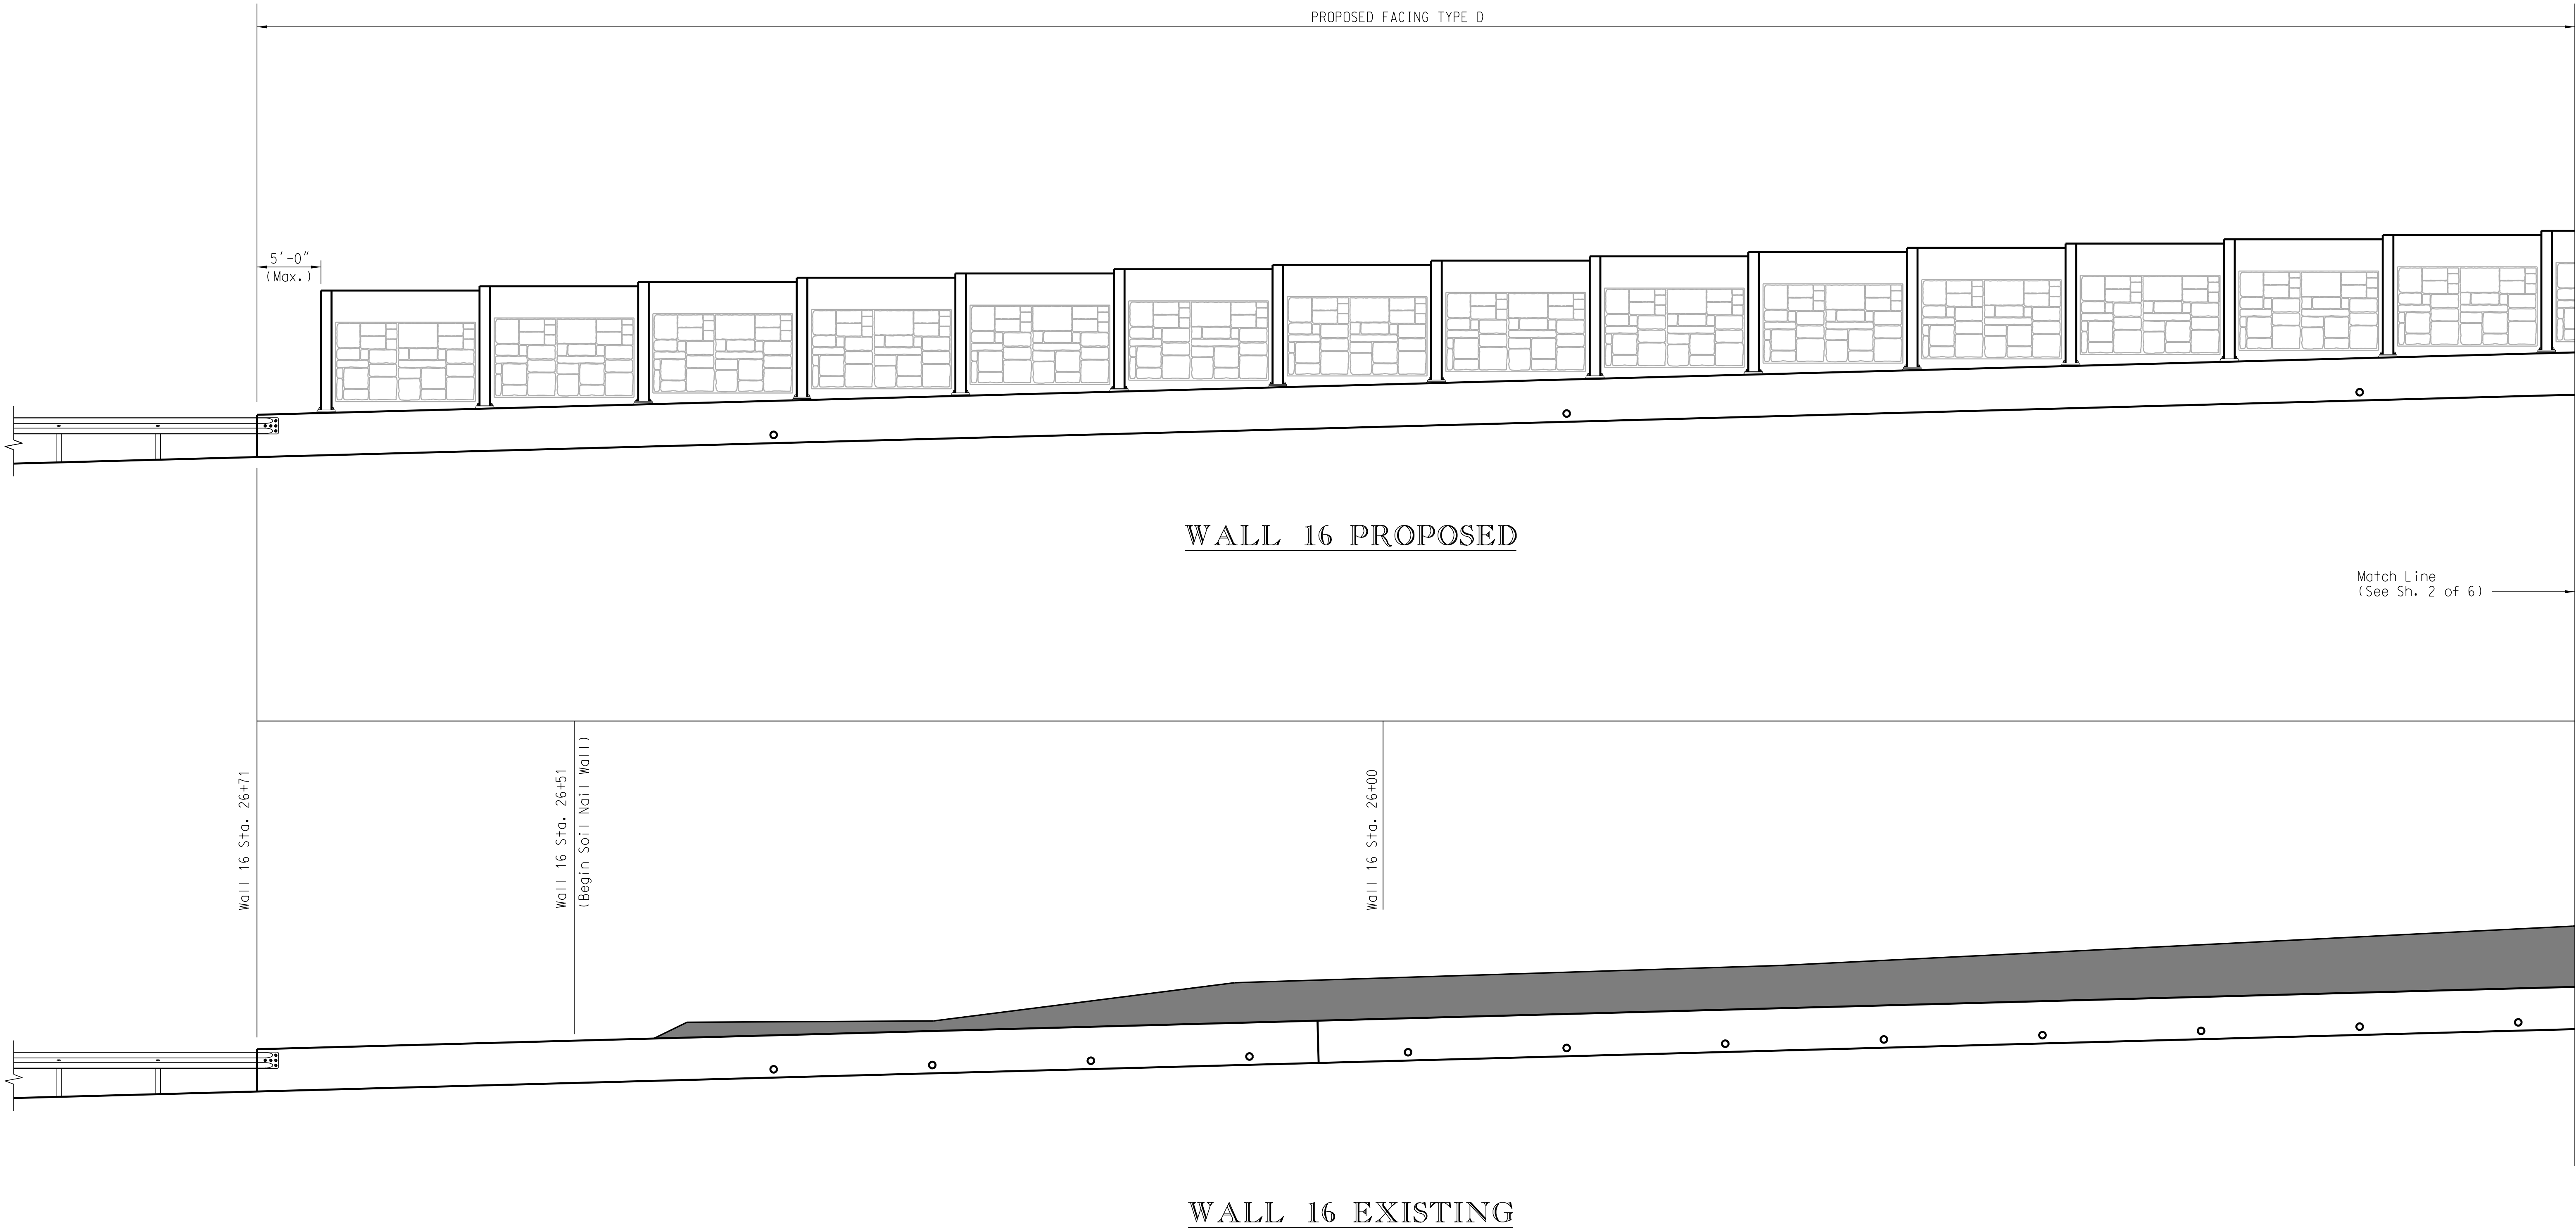 PROPOSED FACING TYPE D
5'-0"
(Max.)
WALL 16 PROPOSED
Match Line
(See Sh. 2 of 6)
Wall 16 Sta. 26+71
Wall 16 Sta. 26+51
(Begin Soil Nail Wall)
Wall 16 Sta. 26+00
WALL 16 EXISTING